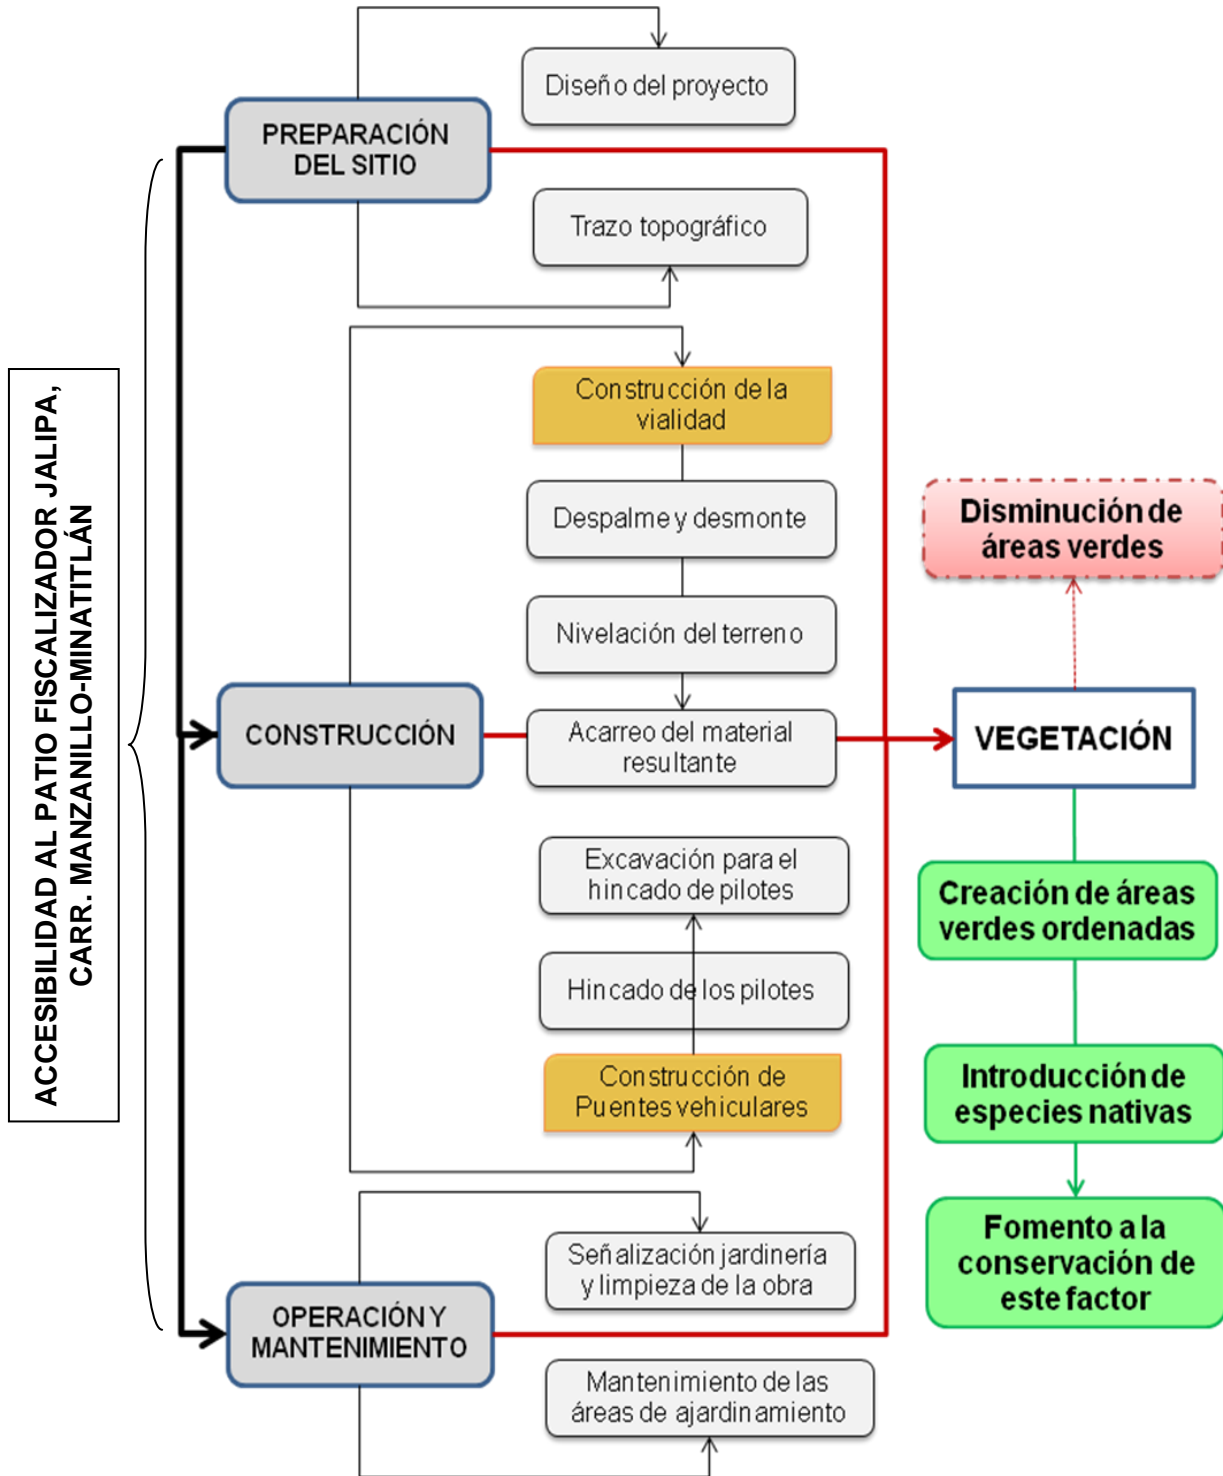 ACCESIBILIDAD AL PATIO FISCALIZADOR JALIPA,
CARR. MANZANILLO-MINATITLÁN
PREPARACIÓN
DEL SITIO
Diseño del proyecto
Trazo topográfico
CONSTRUCCIÓN
Construcción de la
vialidad
Despalme y desmonte
Nivelación del terreno
Acarreo del material
resultante
Excavación para el
hincado de pilotes
Hincado de los pilotes
Construcción de
Puentes vehiculares
OPERACIÓN Y
MANTENIMIENTO
Señalización jardinería
y limpieza de la obra
Mantenimiento de las
áreas de ajardinamiento
Disminución de
áreas verdes
VEGETACIÓN
Creación de áreas
verdes ordenadas
Introducción de
especies nativas
Fomento a la
conservación de
este factor